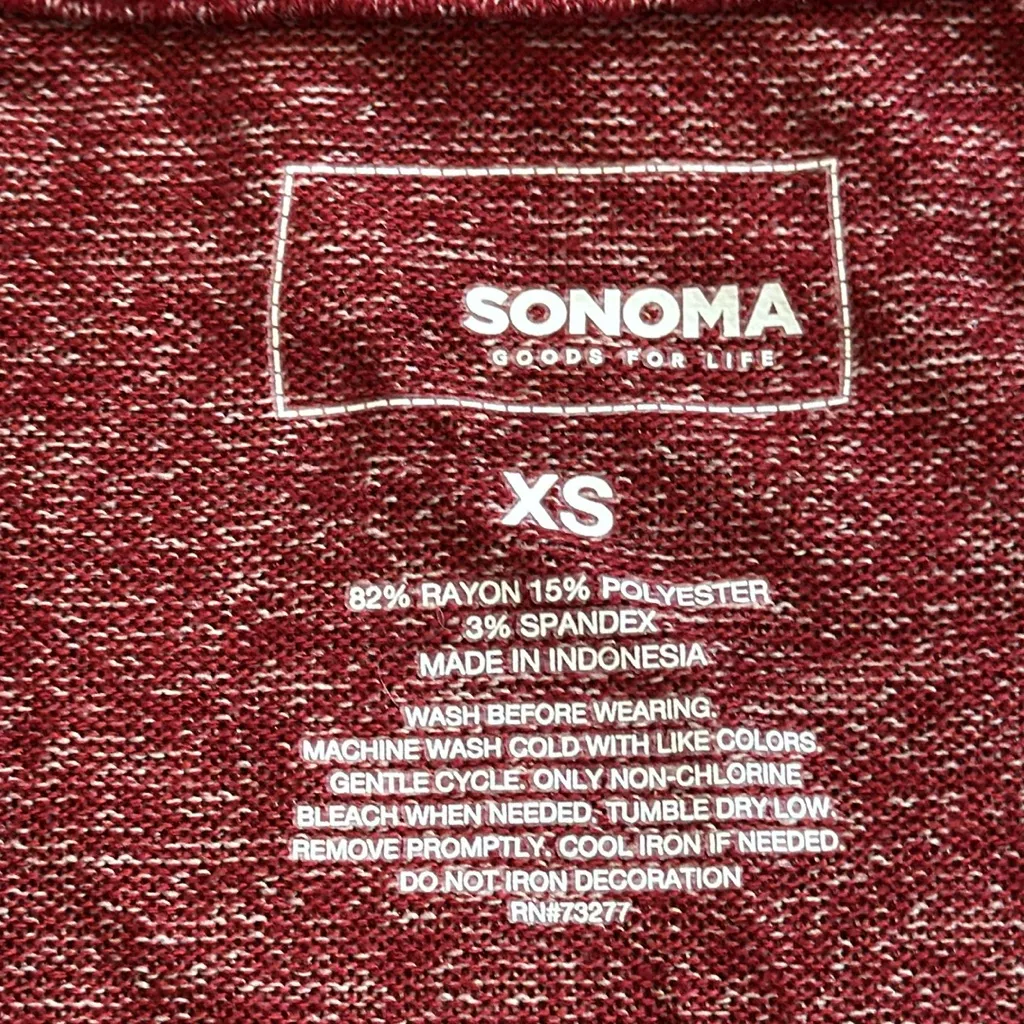 SONOMA
GOODS FOR LIFE
XS
82% RAYON 15% POLYESTER
3% SPANDEX
MADE IN INDONESIA
WASH BEFORE WEARING.
MACHINE WASH COLD WITH LIKE COLORS.
GENTLE CYCLE. ONLY NON-CHLORINE
BLEACH WHEN NEEDED. TUMBLE DRY LOW.
REMOVE PROMPTLY. COOL IRON IF NEEDED.
DO NOT IRON DECORATION
RN#73277